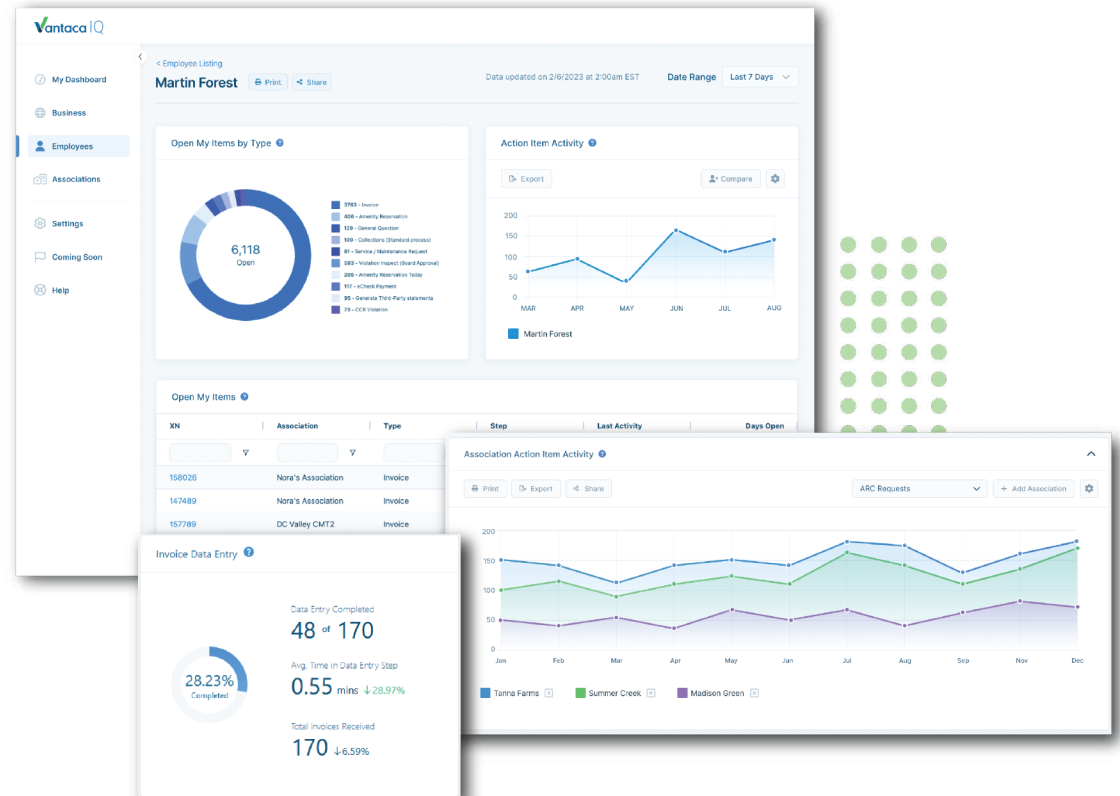 Vantaca IQ
My Dashboard
Business
Employees
Associations
Settings
Coming Soon
Help
< Employee Listing
Martin Forest
Print
Share
Data updated on 2/6/2023 at 2:00am EST
Date Range
Last 7 Days
Open My Items by Type
6,118
Open
3763 - Invoice
406 - Amenity Reservation
129 - General Question
100 - Collections (Standard process)
81 - Service / Maintenance Request
593 - Violation Inspect (Board Approval)
206 - Amenity Reservation Today
117 - eCheck Payment
95 - Generate Third-Party statements
73 - CCR Violation
Action Item Activity
Export
Compare
200
150
100
50
0
MAR APR MAY JUN JUL AUG
Martin Forest
Open My Items
XN Association Type Step Last Activity Days Open
158026 Nora's Association Invoice
147489 Nora's Association Invoice
157789 DC Valley CMT2 Invoice
Association Action Item Activity
Print
Export
Share
ARC Requests
+ Add Association
200
150
100
50
0
Jan Feb Mar Apr May Jun Jul Aug Sep Nov Dec
Tanna Farms
Summer Creek
Madison Green
Invoice Data Entry
28.23%
Completed
Data Entry Completed
48 of 170
Avg. Time in Data Entry Step
0.55 mins ↓28.97%
Total Invoices Received
170 ↓6.59%